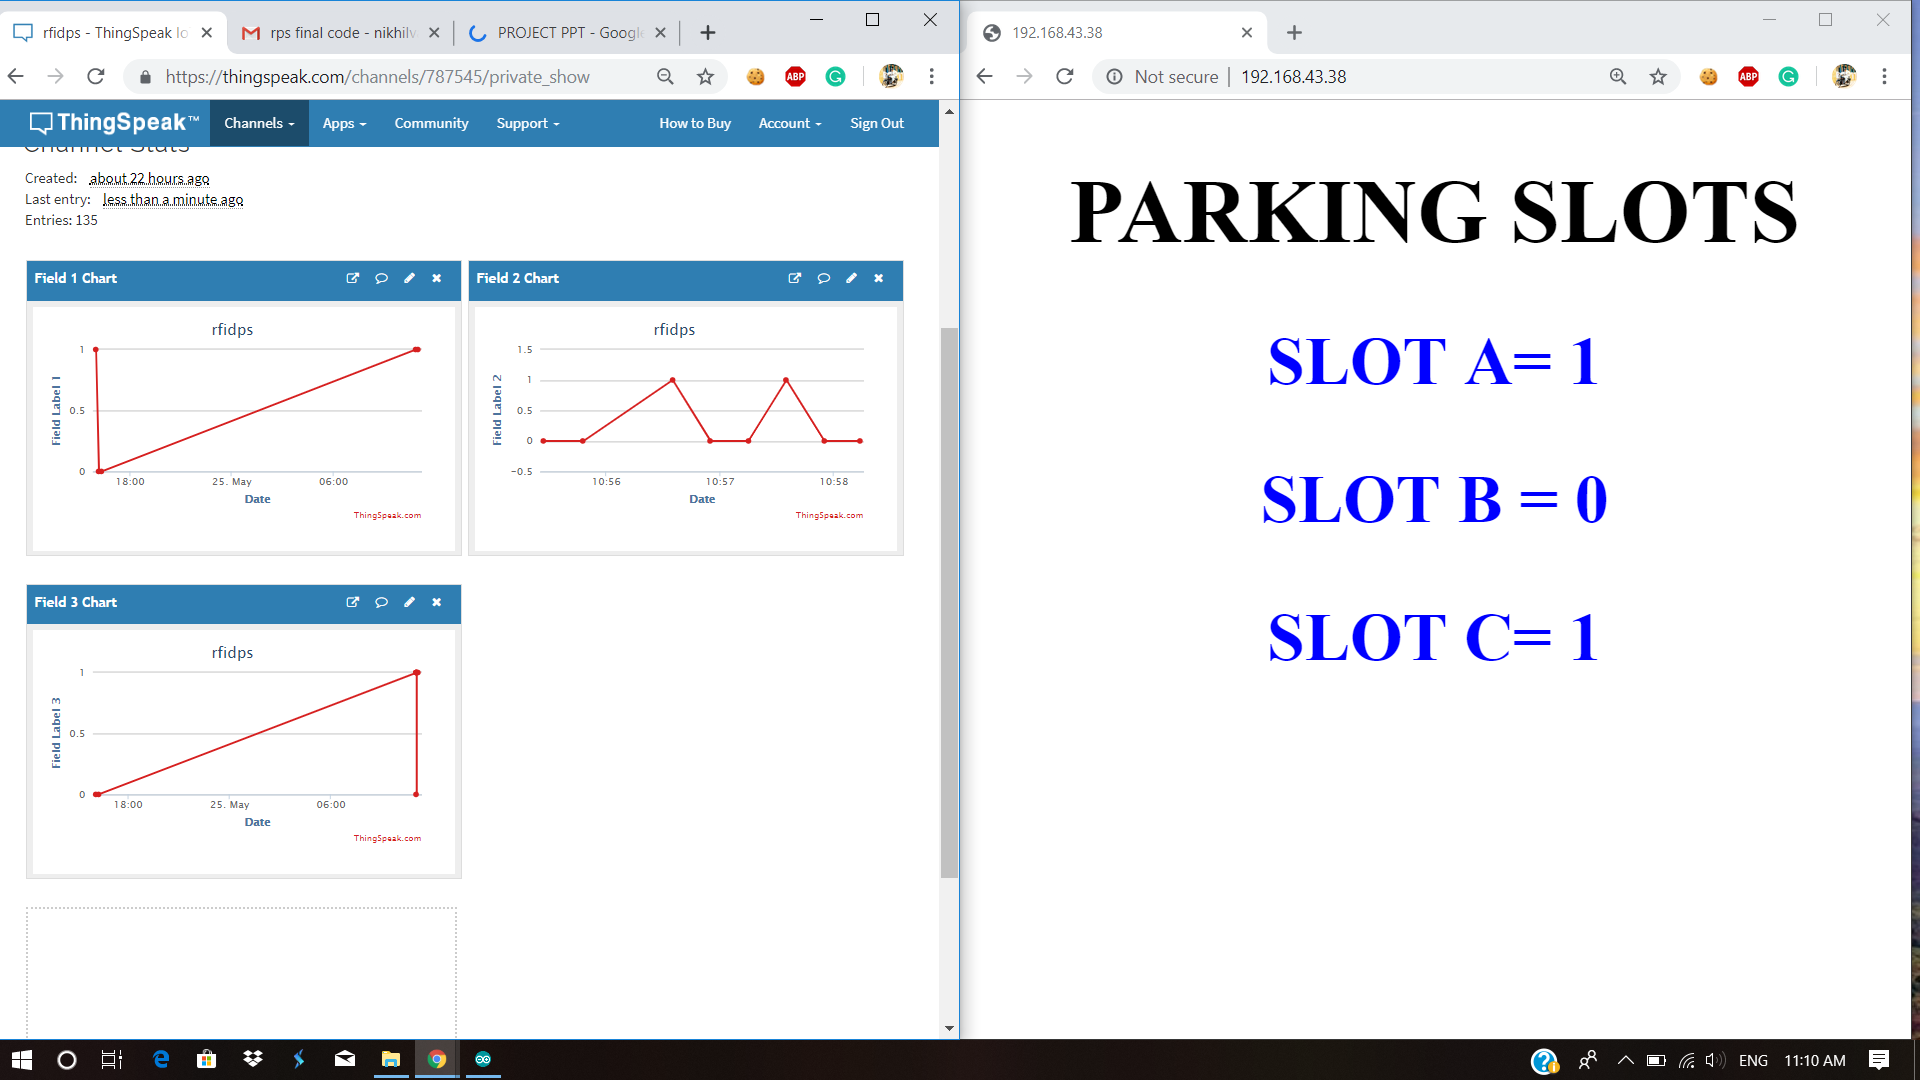 rfidps - ThingSpeak Io
rps final code - nikhilv
PROJECT PPT - Google
https://thingspeak.com/channels/787545/private_show
ABP
ThingSpeak™
Channels
Apps
Community
Support
How to Buy
Account
Sign Out
Channel Stats
Created: about 22 hours ago
Last entry: less than a minute ago
Entries: 135
Field 1 Chart
rfidps
Field Label 1
1
0.5
0
18:00
25. May
06:00
Date
ThingSpeak.com
Field 2 Chart
rfidps
Field Label 2
1.5
1
0.5
0
−0.5
10:56
10:57
10:58
Date
ThingSpeak.com
Field 3 Chart
rfidps
Field Label 3
1
0.5
0
18:00
25. May
06:00
Date
ThingSpeak.com
192.168.43.38
Not secure | 192.168.43.38
ABP
PARKING SLOTS
SLOT A= 1
SLOT B = 0
SLOT C= 1
ENG
11:10 AM